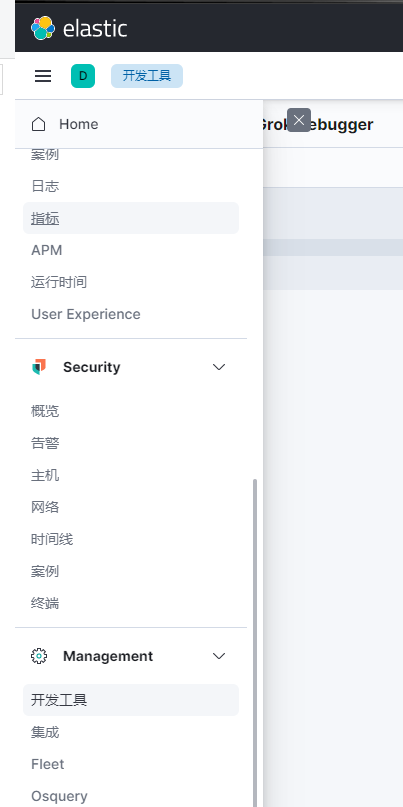 elastic
D 开发工具
Home
Grok Debugger
案例
日志
指标
APM
运行时间
User Experience
Security
概览
告警
主机
网络
时间线
案例
终端
Management
开发工具
集成
Fleet
Osquery